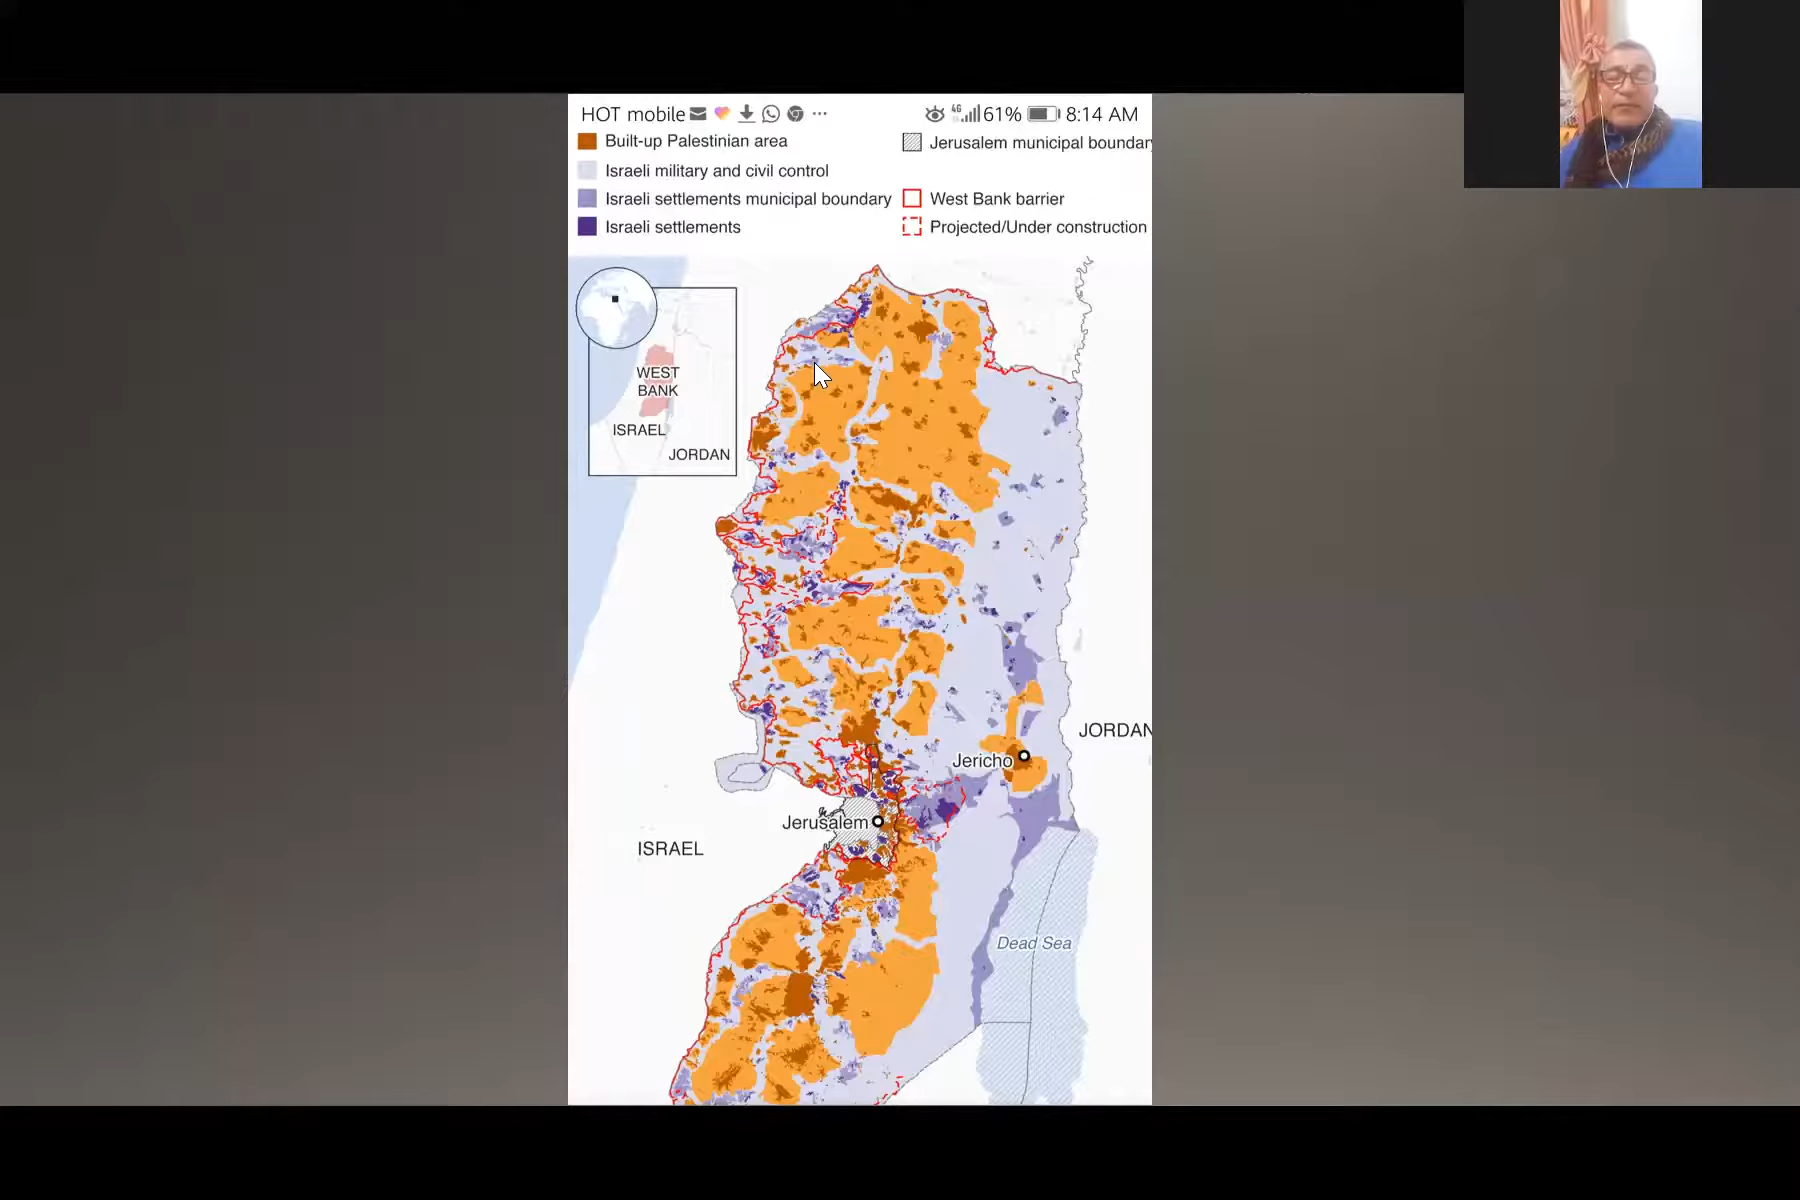 HOT mobile ... 4G 61% 8:14 AM
Built-up Palestinian area
Jerusalem municipal boundary
Israeli military and civil control
Israeli settlements municipal boundary
West Bank barrier
Israeli settlements
Projected/Under construction
WEST
BANK
ISRAEL
JORDAN
JORDAN
Jericho
Jerusalem
ISRAEL
Dead Sea